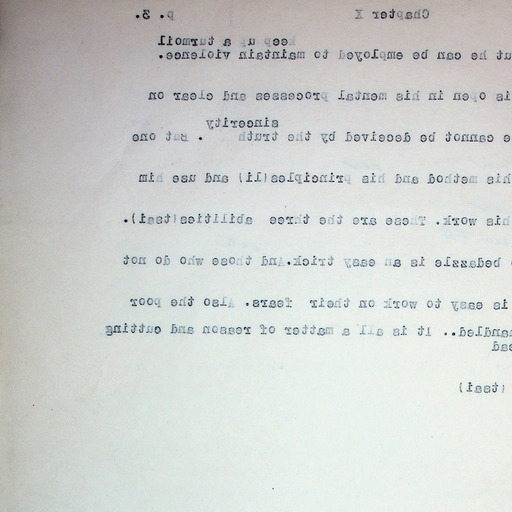 Chapter X p. 3.
keep up a turmoil
but he can be employed to maintain violence.
is open in his mental processes and clear on
sincerity
cannot be deceived by the truth . But one
his method and his principles(li) and use him
his work. These are the three abilities(tsai).
bedazzle is an easy trick.And those who do not
is easy to work on their fears. Also the poor
handled.. It is all a matter of reason and cutting
(tsai)